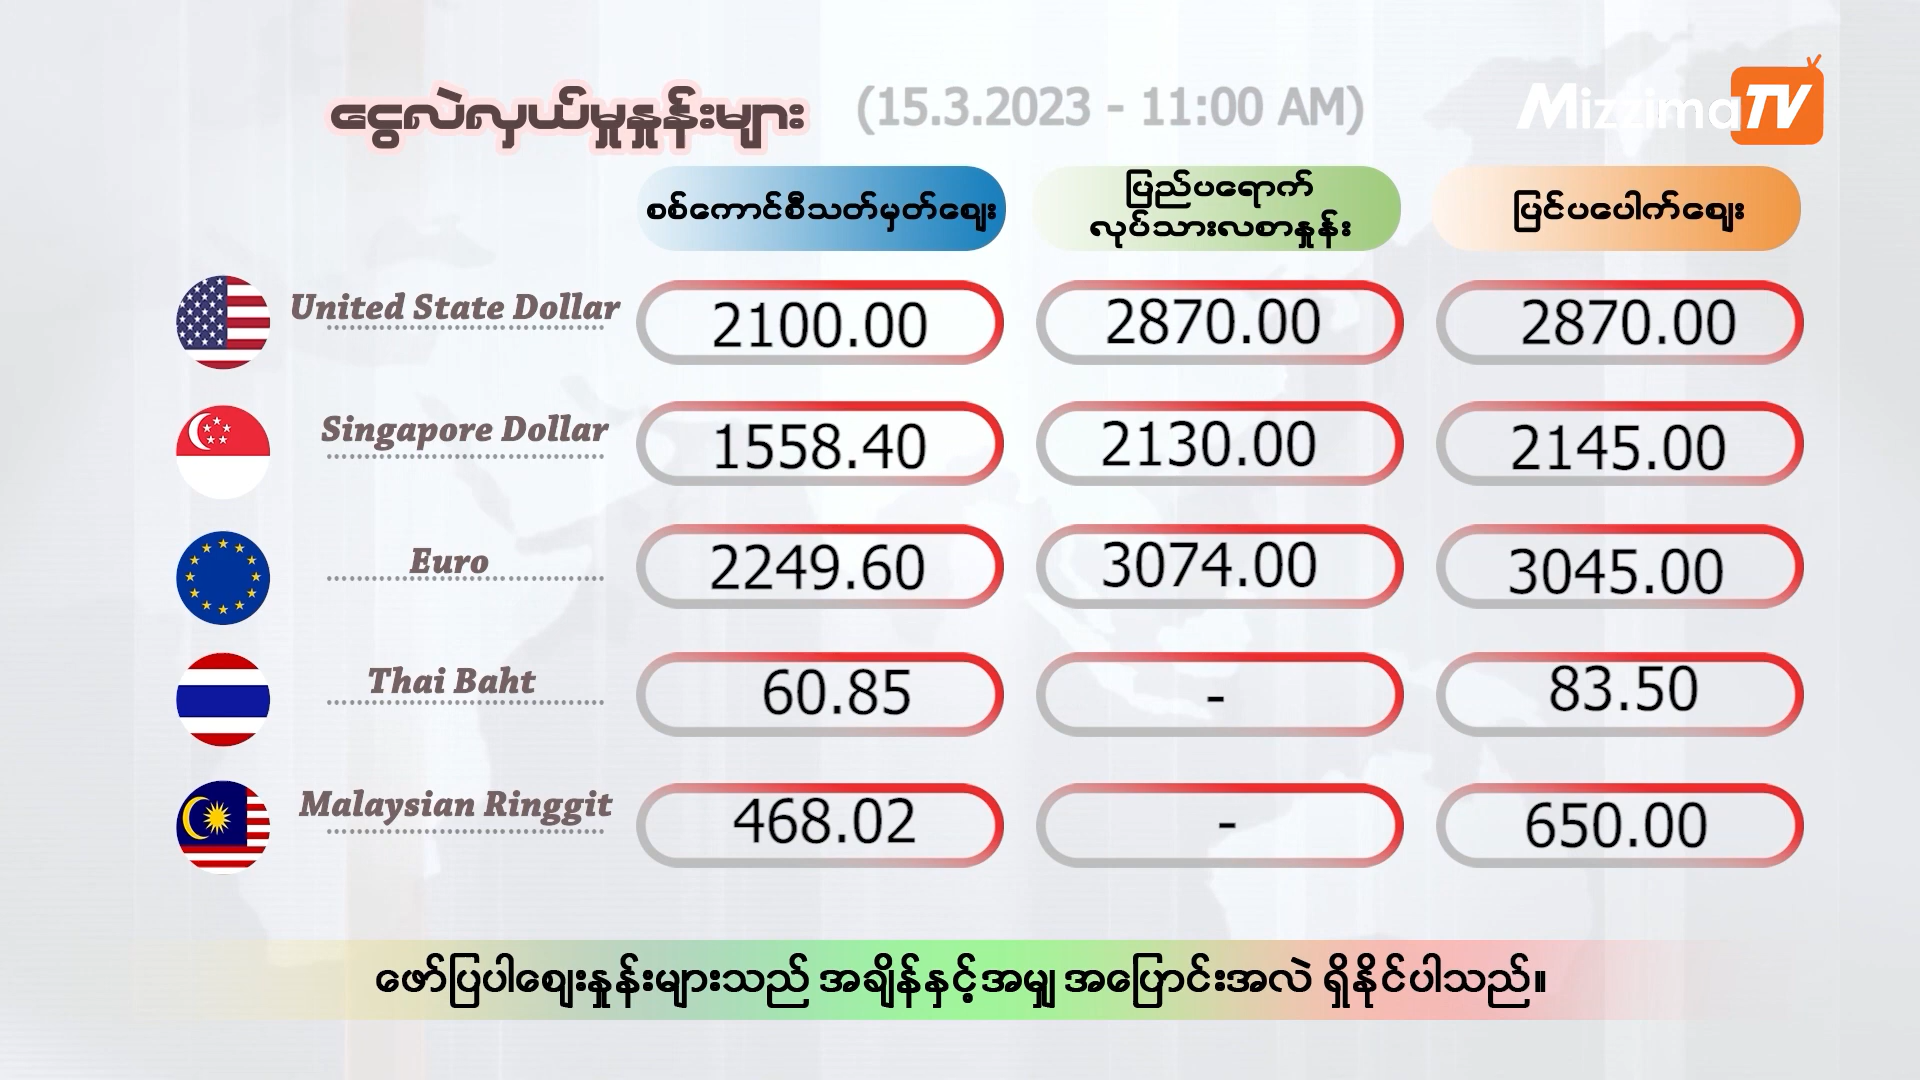 ငွေလဲလှယ်မှုနှုန်းများ (15.3.2023 - 11:00 AM) MizzimaTV
စစ်ကောင်စီသတ်မှတ်ဈေး ပြည်ပရောက် လုပ်သားလစာနှုန်း ပြင်ပပေါက်ဈေး
United State Dollar 2100.00 2870.00 2870.00
Singapore Dollar 1558.40 2130.00 2145.00
Euro 2249.60 3074.00 3045.00
Thai Baht 60.85 - 83.50
Malaysian Ringgit 468.02 - 650.00
ဖော်ပြပါဈေးနှုန်းများသည် အချိန်နှင့်အမျှ အပြောင်းအလဲ ရှိနိုင်ပါသည်။